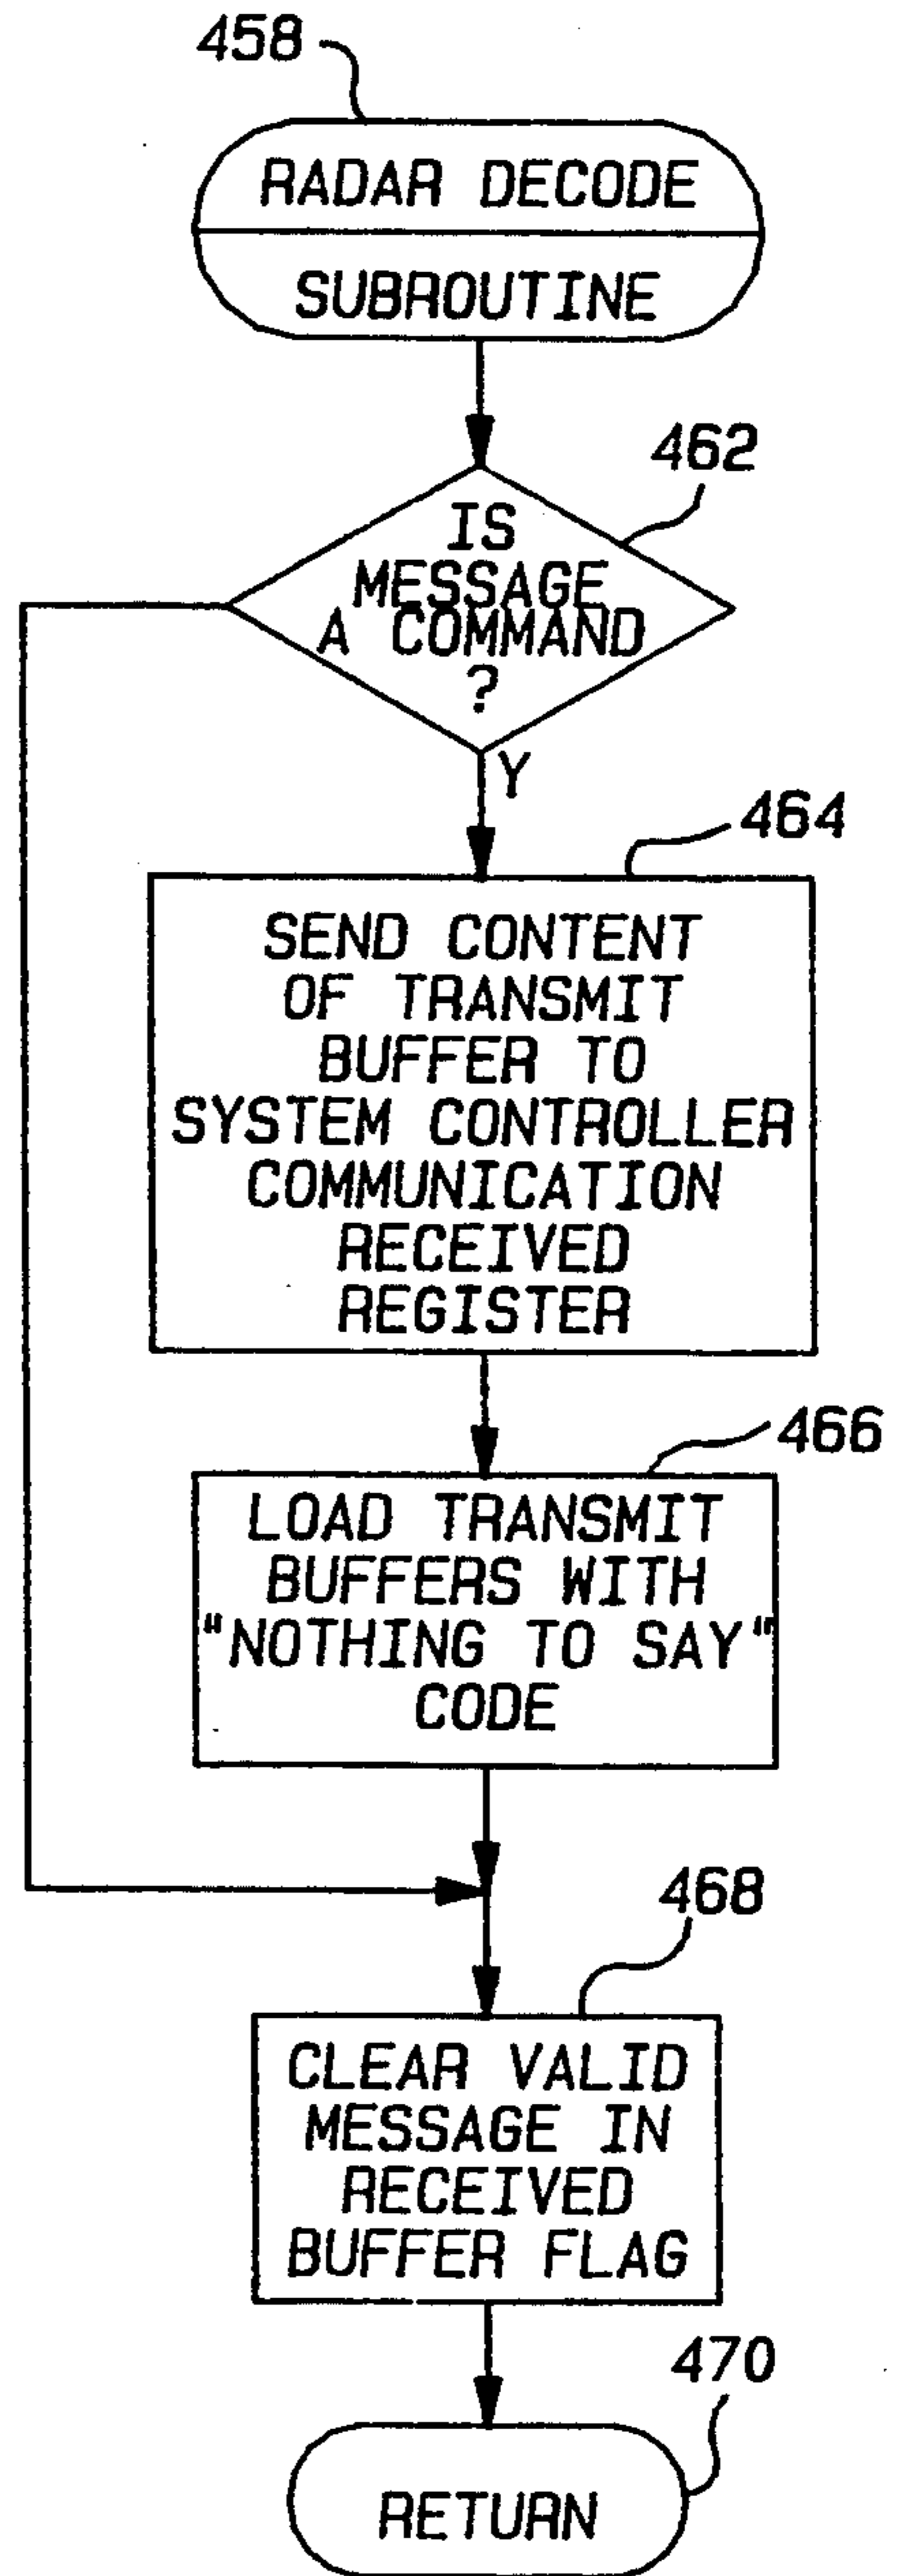 458
RADAR DECODE
SUBROUTINE
462
IS
MESSAGE
A COMMAND
?
Y
464
SEND CONTENT
OF TRANSMIT
BUFFER TO
SYSTEM CONTROLLER
COMMUNICATION
RECEIVED
REGISTER
466
LOAD TRANSMIT
BUFFERS WITH
"NOTHING TO SAY"
CODE
468
CLEAR VALID
MESSAGE IN
RECEIVED
BUFFER FLAG
470
RETURN